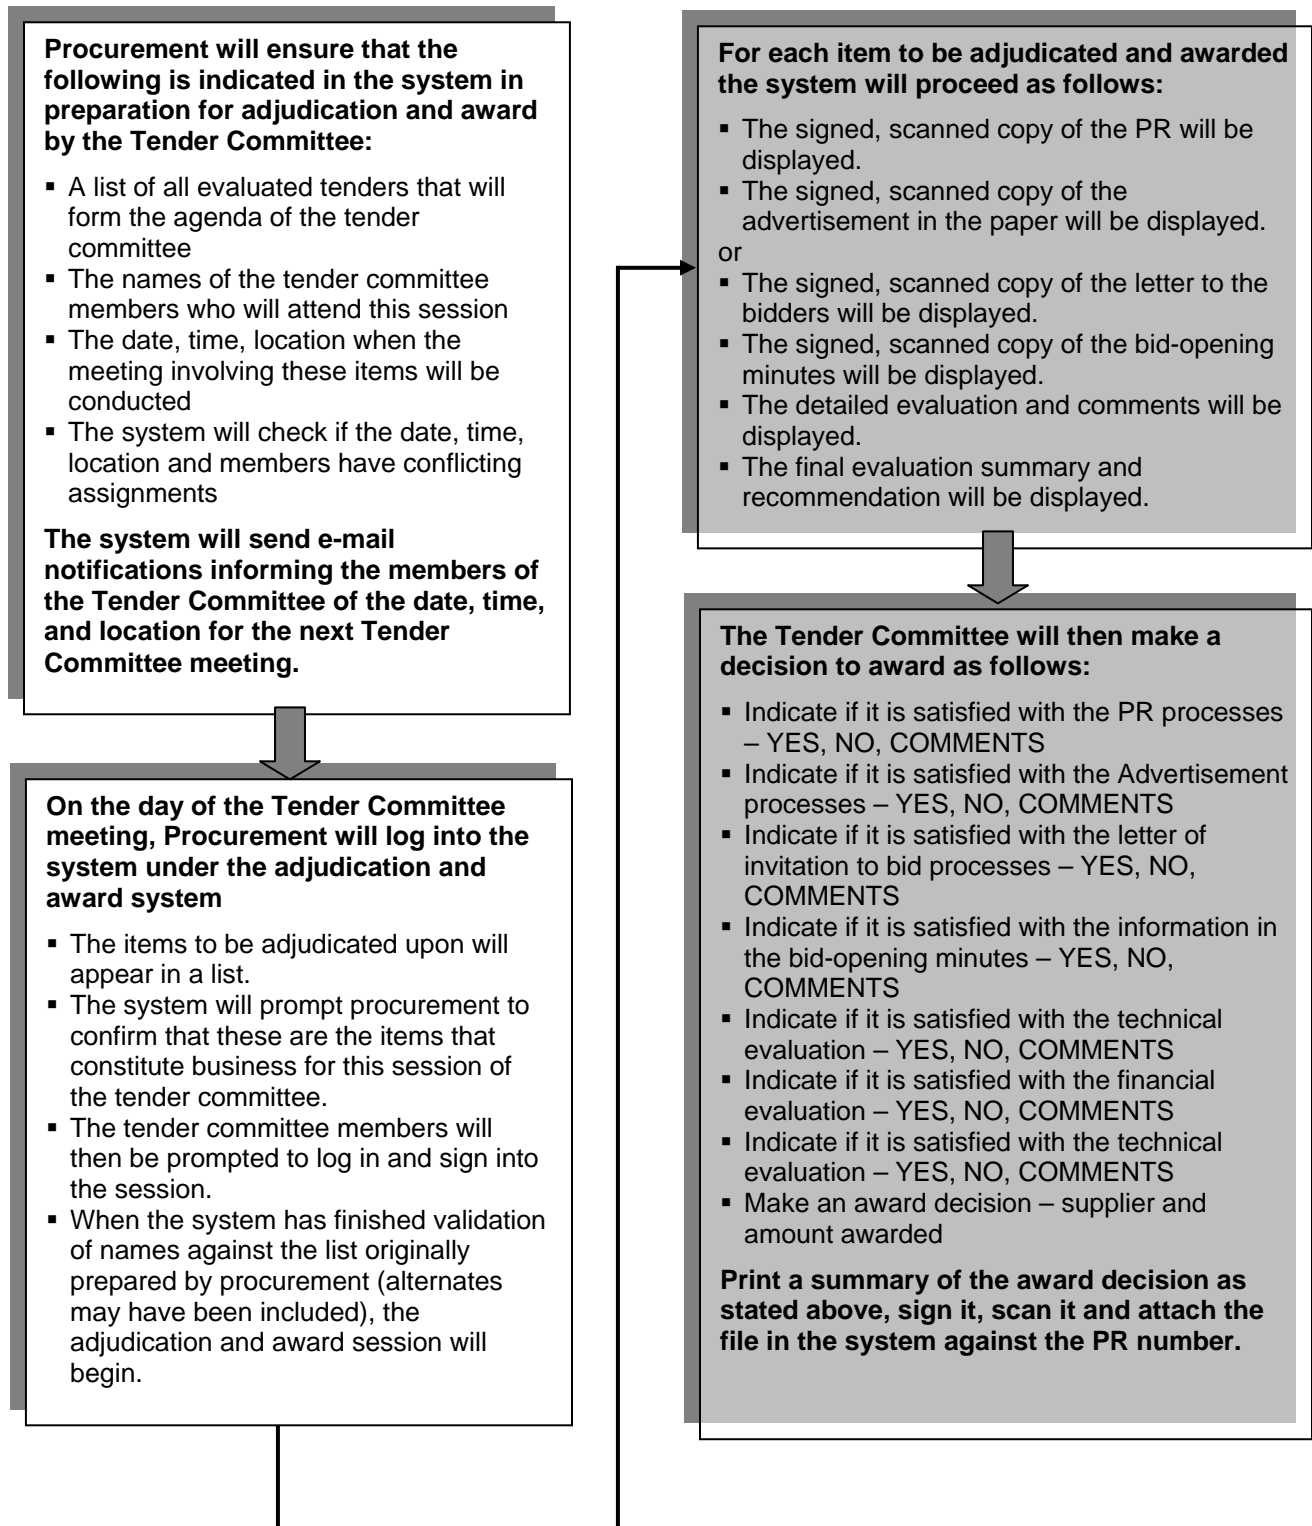 Procurement will ensure that the
following is indicated in the system in
preparation for adjudication and award
by the Tender Committee:
▪ A list of all evaluated tenders that will
form the agenda of the tender
committee
▪ The names of the tender committee
members who will attend this session
▪ The date, time, location when the
meeting involving these items will be
conducted
▪ The system will check if the date, time,
location and members have conflicting
assignments
The system will send e-mail
notifications informing the members of
the Tender Committee of the date, time,
and location for the next Tender
Committee meeting.
On the day of the Tender Committee
meeting, Procurement will log into the
system under the adjudication and
award system
▪ The items to be adjudicated upon will
appear in a list.
▪ The system will prompt procurement to
confirm that these are the items that
constitute business for this session of
the tender committee.
▪ The tender committee members will
then be prompted to log in and sign into
the session.
▪ When the system has finished validation
of names against the list originally
prepared by procurement (alternates
may have been included), the
adjudication and award session will
begin.
For each item to be adjudicated and awarded
the system will proceed as follows:
▪ The signed, scanned copy of the PR will be
displayed.
▪ The signed, scanned copy of the
advertisement in the paper will be displayed.
or
▪ The signed, scanned copy of the letter to the
bidders will be displayed.
▪ The signed, scanned copy of the bid-opening
minutes will be displayed.
▪ The detailed evaluation and comments will be
displayed.
▪ The final evaluation summary and
recommendation will be displayed.
The Tender Committee will then make a
decision to award as follows:
▪ Indicate if it is satisfied with the PR processes
– YES, NO, COMMENTS
▪ Indicate if it is satisfied with the Advertisement
processes – YES, NO, COMMENTS
▪ Indicate if it is satisfied with the letter of
invitation to bid processes – YES, NO,
COMMENTS
▪ Indicate if it is satisfied with the information in
the bid-opening minutes – YES, NO,
COMMENTS
▪ Indicate if it is satisfied with the technical
evaluation – YES, NO, COMMENTS
▪ Indicate if it is satisfied with the financial
evaluation – YES, NO, COMMENTS
▪ Indicate if it is satisfied with the technical
evaluation – YES, NO, COMMENTS
▪ Make an award decision – supplier and
amount awarded
Print a summary of the award decision as
stated above, sign it, scan it and attach the
file in the system against the PR number.